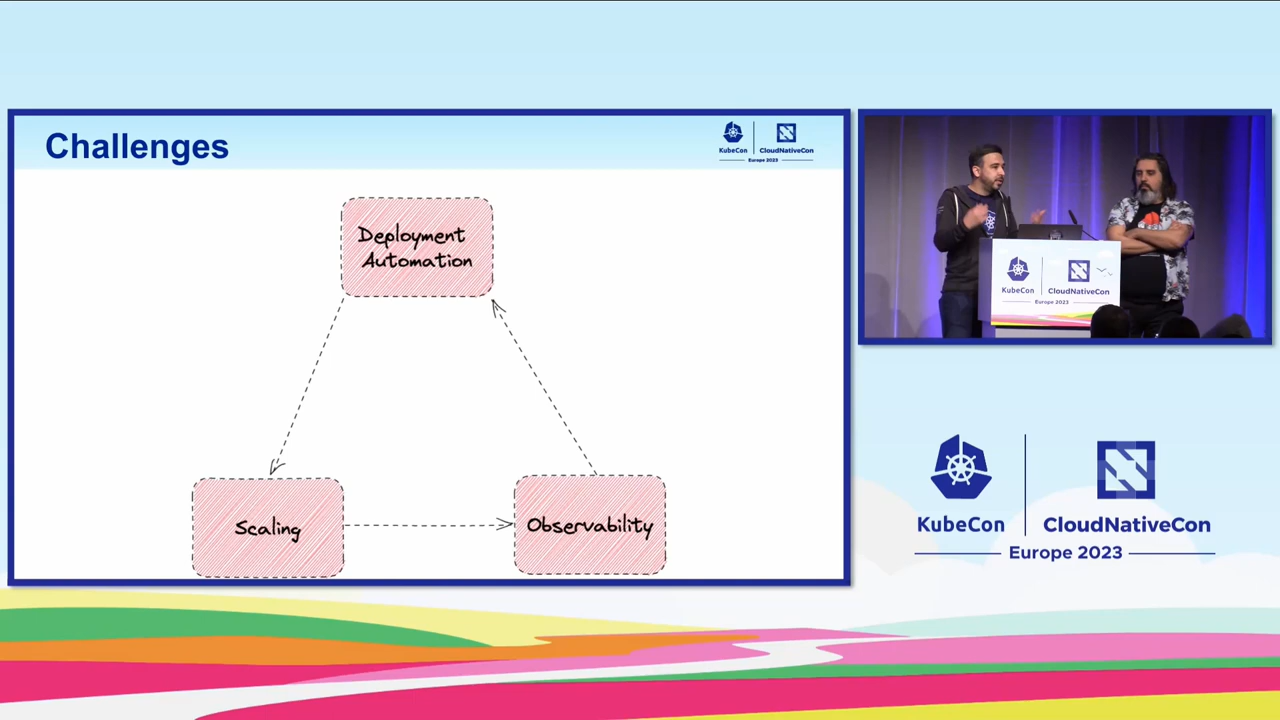 Challenges
KubeCon
CloudNativeCon
Europe 2023
Deployment
Automation
Scaling
Observability
KubeCon
CloudNativeCon
Europe 2023
KubeCon
CloudNativeCon
Europe 2023